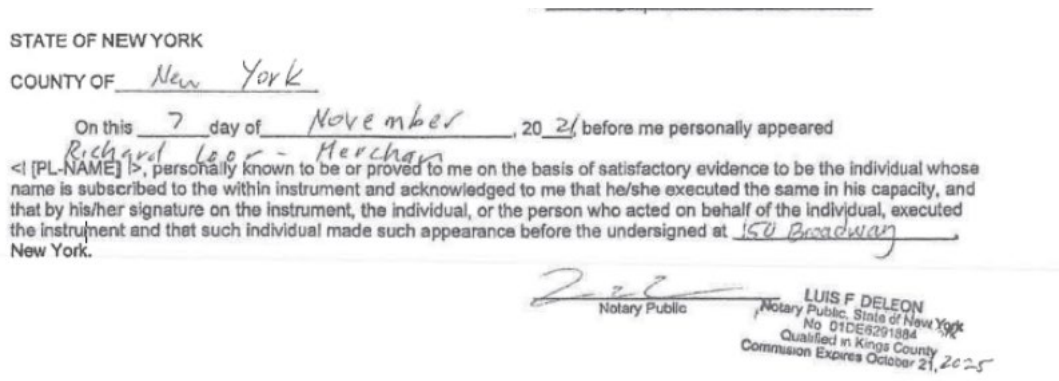 STATE OF NEW YORK
COUNTY OF New York
On this 7 day of November, 2021 before me personally appeared
Richard Loor - Merchan
<| [PL-NAME] |>, personally known to be or proved to me on the basis of satisfactory evidence to be the individual whose
name is subscribed to the within instrument and acknowledged to me that he/she executed the same in his capacity, and
that by his/her signature on the instrument, the individual, or the person who acted on behalf of the individual, executed
the instrument and that such individual made such appearance before the undersigned at 150 Broadway,
New York.
Notary Public
LUIS F DELEON
Notary Public, State of New York
No 01DE6291884
Qualified in Kings County
Commission Expires October 21, 2025